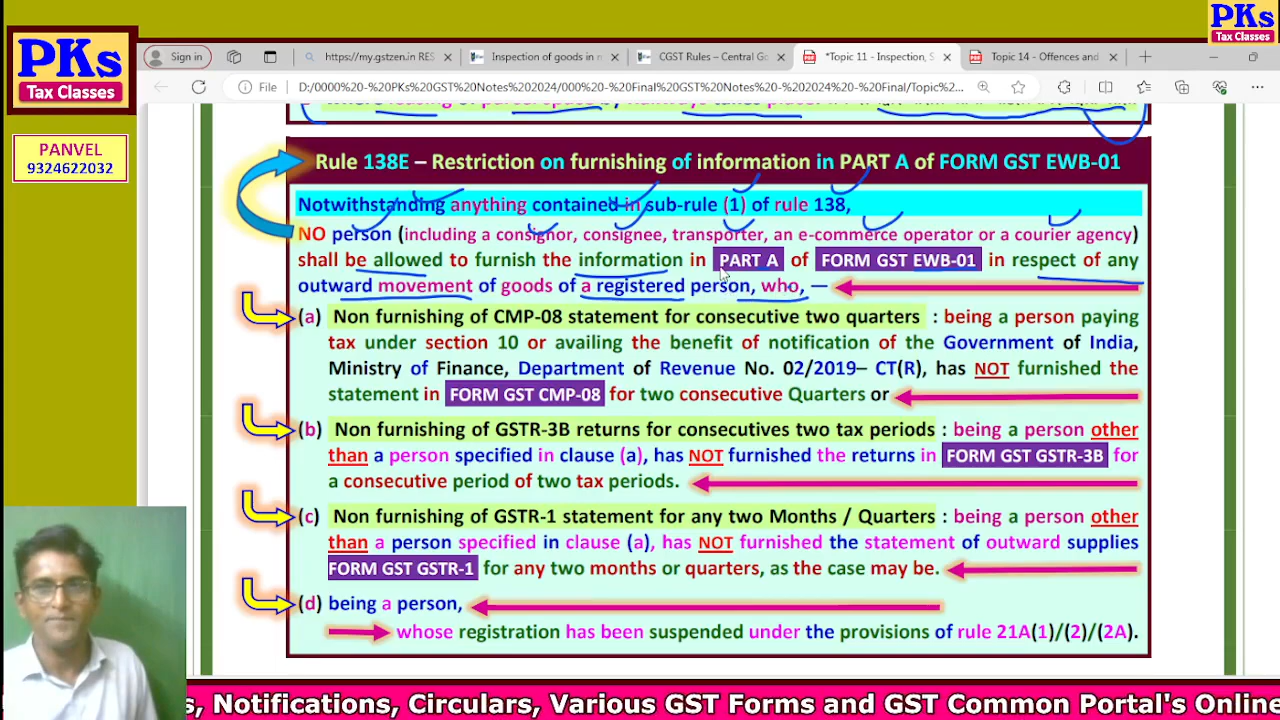 PKs
Tax Classes
PKs
Tax Classes
Sign in
https://my.gstzen.in RES
Inspection of goods in
CGST Rules – Central Go
*Topic 11 - Inspection, S
Topic 14 - Offences and
File
D:/0000%20-%20PKs%20GST%20Notes%202024/000%20-%20Final%20GST%20Notes%20-%202024%20-%20Final/Topic%2...
PANVEL
9324622032
Rule 138E – Restriction on furnishing of information in PART A of FORM GST EWB-01
Notwithstanding anything contained in sub-rule (1) of rule 138,
NO person (including a consignor, consignee, transporter, an e-commerce operator or a courier agency)
shall be allowed to furnish the information in PART A of FORM GST EWB-01 in respect of any
outward movement of goods of a registered person, who, —
(a) Non furnishing of CMP-08 statement for consecutive two quarters : being a person paying
tax under section 10 or availing the benefit of notification of the Government of India,
Ministry of Finance, Department of Revenue No. 02/2019– CT(R), has NOT furnished the
statement in FORM GST CMP-08 for two consecutive Quarters or
(b) Non furnishing of GSTR-3B returns for consecutives two tax periods : being a person other
than a person specified in clause (a), has NOT furnished the returns in FORM GST GSTR-3B for
a consecutive period of two tax periods.
(c) Non furnishing of GSTR-1 statement for any two Months / Quarters : being a person other
than a person specified in clause (a), has NOT furnished the statement of outward supplies
FORM GST GSTR-1 for any two months or quarters, as the case may be.
(d) being a person,
whose registration has been suspended under the provisions of rule 21A(1)/(2)/(2A).
s, Notifications, Circulars, Various GST Forms and GST Common Portal's Online